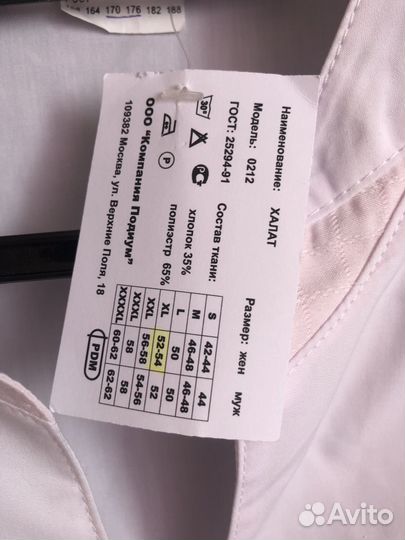 164 170 176 182 188
Наименование: ХАЛАТ
Модель: 0212
ГОСТ: 25294-91
30°
РСТ
P
ООО "Компания Подиум"
109382 Москва, ул. Верхние Поля, 18
Состав ткани:
хлопок 35%
полиэстр 65%
Размер: жен муж
S 42-44 44
M 46-48 46-48
L 50 50
XL 52-54 52
XXL 56-58 54-56
XXXL 58 58
XXXXL 60-62 62-62
PDM
Avito